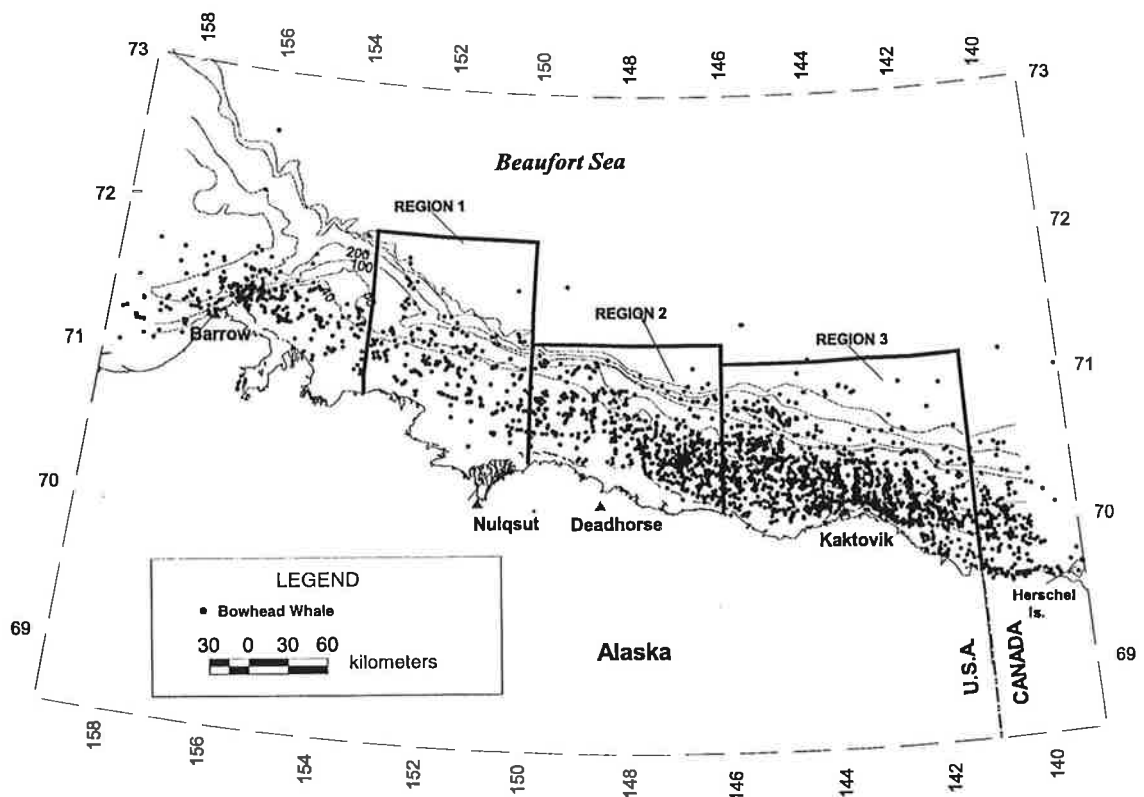 158
156
154
152
150
148
146
144
142
140
73
73
Beaufort Sea
72
72
REGION 1
200
100
REGION 2
REGION 3
71
71
Barrow
70
70
Nuiqsut
Deadhorse
Kaktovik
LEGEND
Bowhead Whale
30 0 30 60
kilometers
Herschel
Is.
Alaska
U.S.A.
CANADA
69
69
158
156
154
152
150
148
146
144
142
140